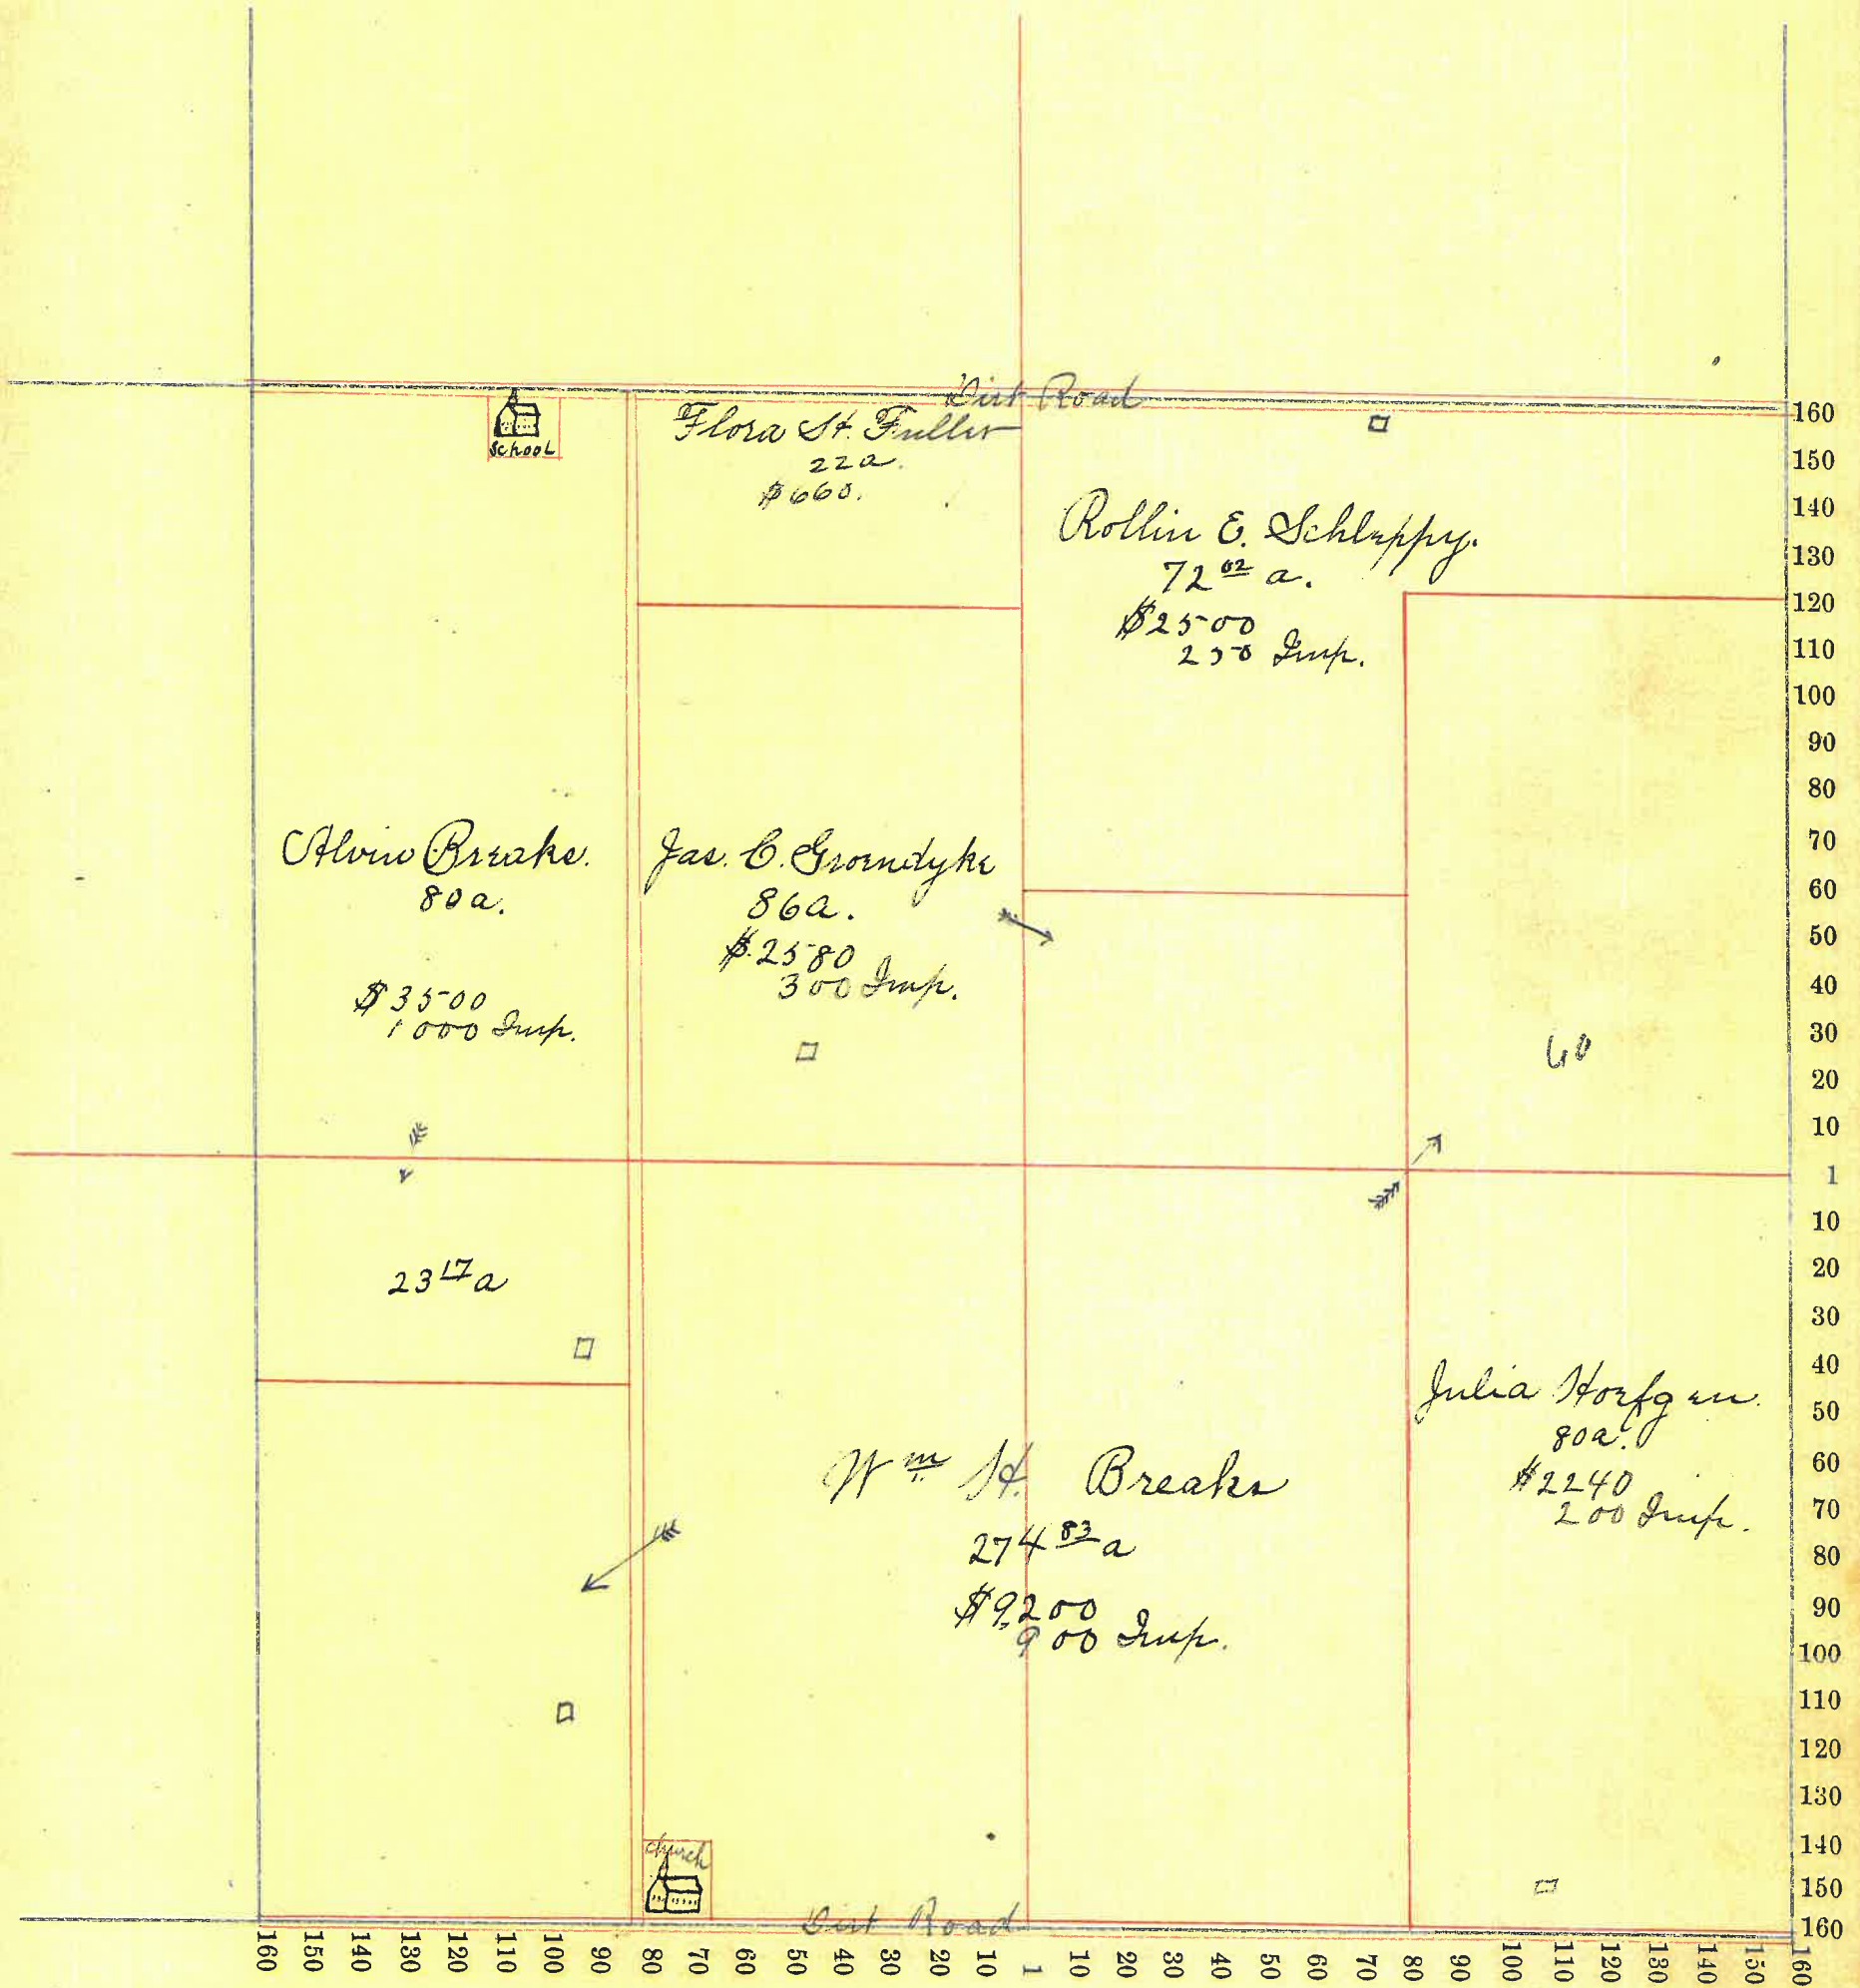 Dirt Road
School
Flora H. Fuller
22a.
$660.
Rollin E. Schleppy.
72 02 a.
$2500
250 Imp.
Alvin Breaks.
80a.
$3500
1000 Imp.
Jas. C. Groendyke
86a.
$2580
300 Imp.
60
23 17 a
Wm H. Breaks
274 83 a
$9200
900 Imp.
Julia Hoefgen.
80a.
$2240
200 Imp.
Church
Dirt Road
160
150
140
130
120
110
100
90
80
70
60
50
40
30
20
10
1
10
20
30
40
50
60
70
80
90
100
110
120
130
140
150
160
160 150 140 130 120 110 100 90 80 70 60 50 40 30 20 10 1 10 20 30 40 50 60 70 80 90 100 110 120 130 140 150 160